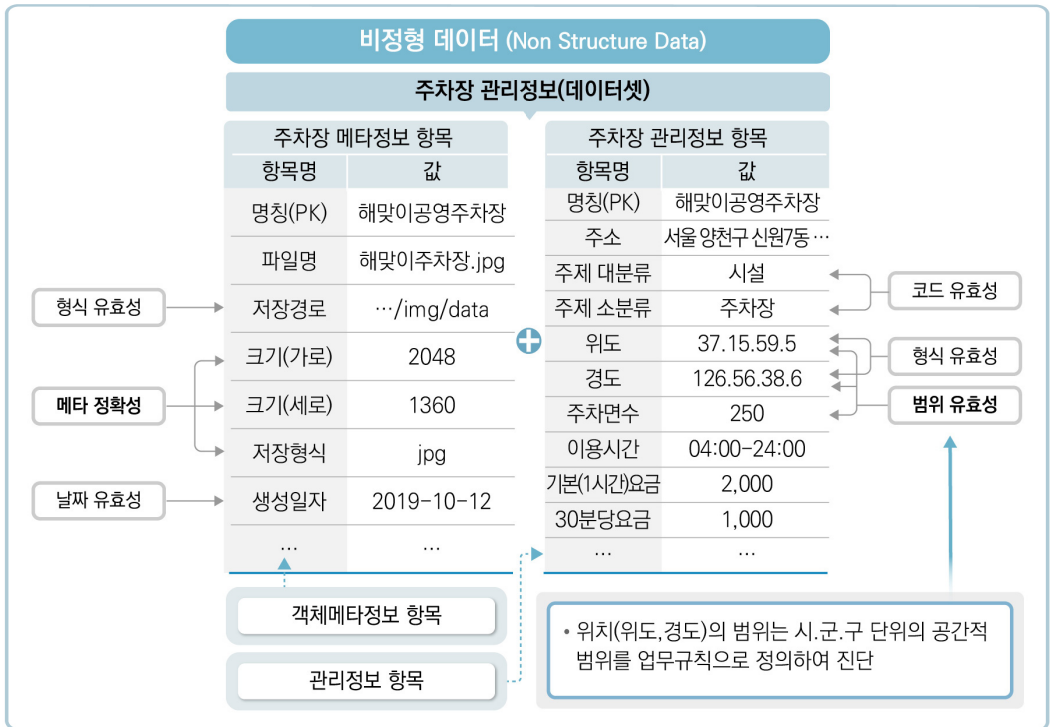 비정형 데이터 (Non Structure Data)
주차장 관리정보(데이터셋)
주차장 메타정보 항목
항목명 값
명칭(PK) 해맞이공영주차장
파일명 해맞이주차장.jpg
저장경로 …/img/data
크기(가로) 2048
크기(세로) 1360
저장형식 jpg
생성일자 2019-10-12
… …
주차장 관리정보 항목
항목명 값
명칭(PK) 해맞이공영주차장
주소 서울 양천구 신원7동 …
주제 대분류 시설
주제 소분류 주차장
위도 37.15.59.5
경도 126.56.38.6
주차면수 250
이용시간 04:00-24:00
기본(1시간)요금 2,000
30분당요금 1,000
… …
형식 유효성
메타 정확성
날짜 유효성
코드 유효성
형식 유효성
범위 유효성
객체메타정보 항목
관리정보 항목
• 위치(위도,경도)의 범위는 시.군.구 단위의 공간적
범위를 업무규칙으로 정의하여 진단